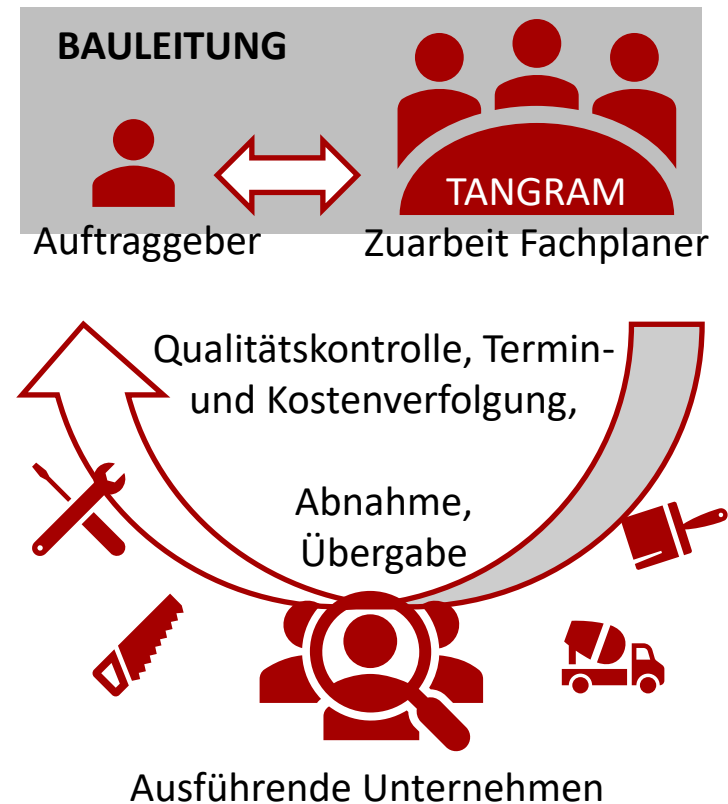 BAULEITUNG
TANGRAM
Auftraggeber
Zuarbeit Fachplaner
Qualitätskontrolle, Termin-
und Kostenverfolgung,
Abnahme,
Übergabe
Ausführende Unternehmen